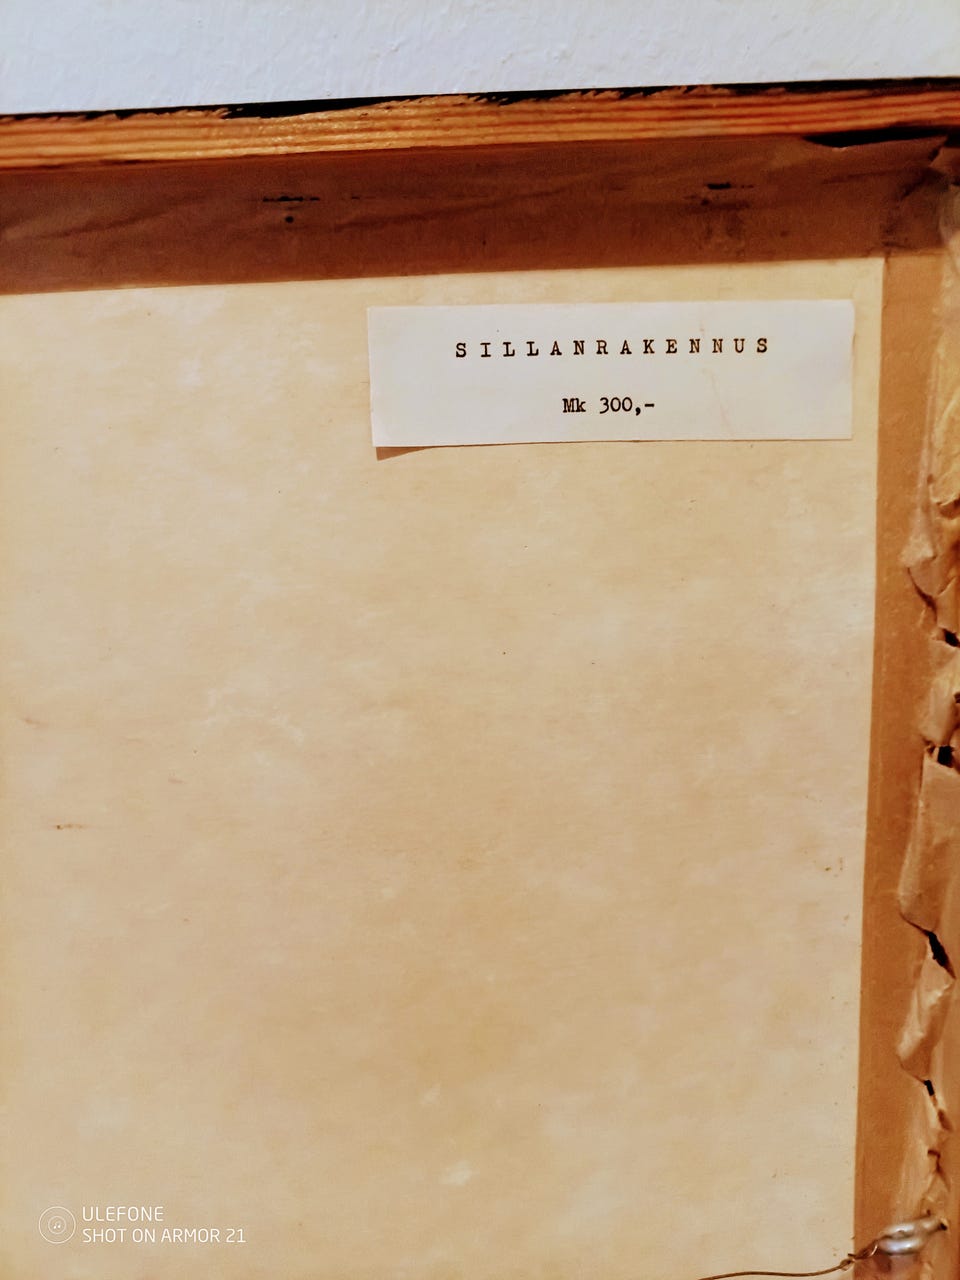 SILLANRAKENNUS
Mk 300,-
ULEFONE
SHOT ON ARMOR 21